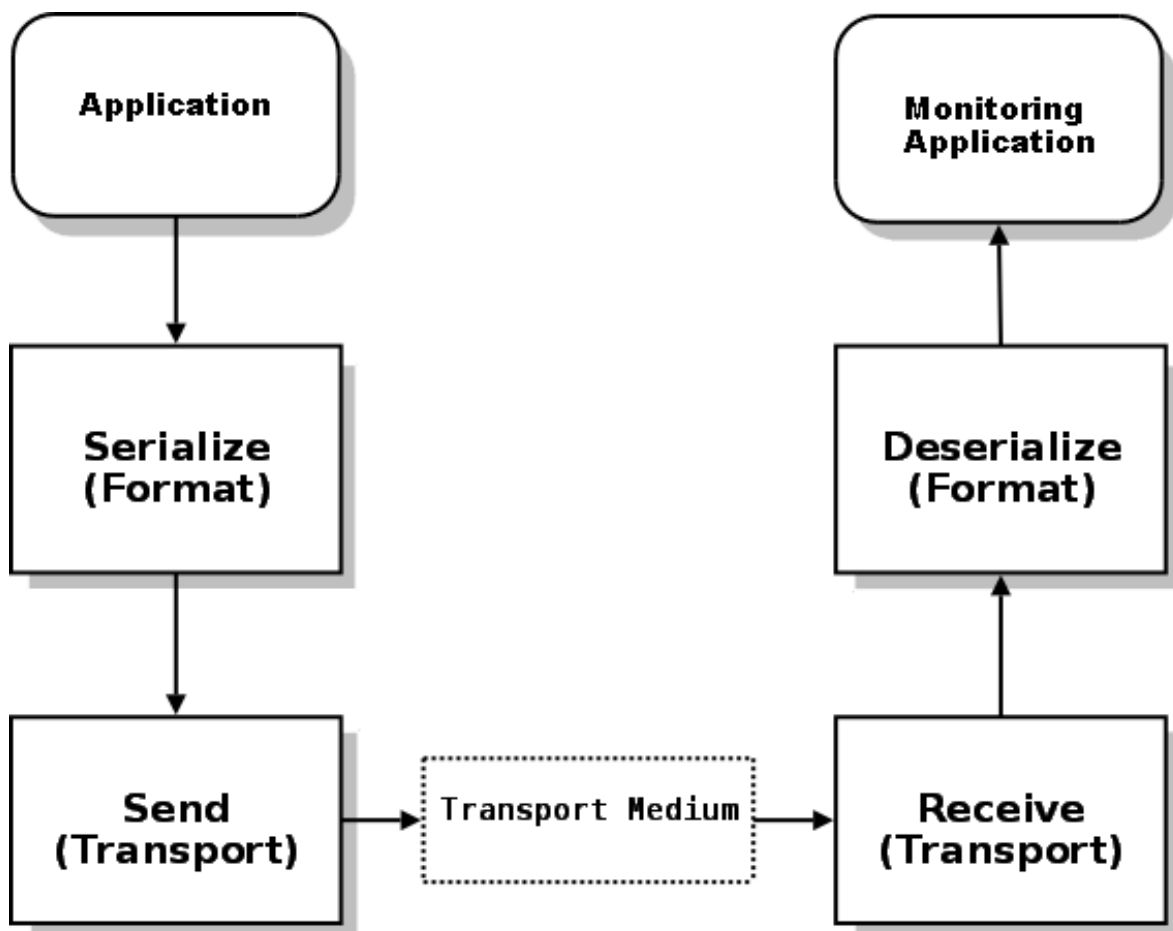 Application
Monitoring
Application
Serialize
(Format)
Deserialize
(Format)
Send
(Transport)
Transport Medium
Receive
(Transport)